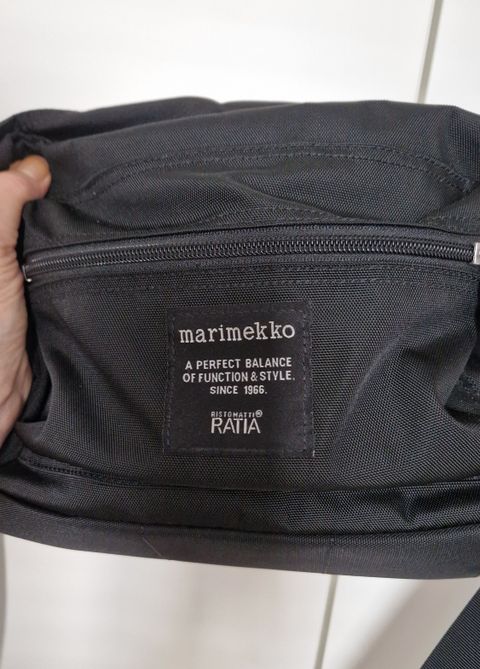 marimekko
A PERFECT BALANCE
OF FUNCTION & STYLE.
SINCE 1966.
RISTOMATTI®
RATIA